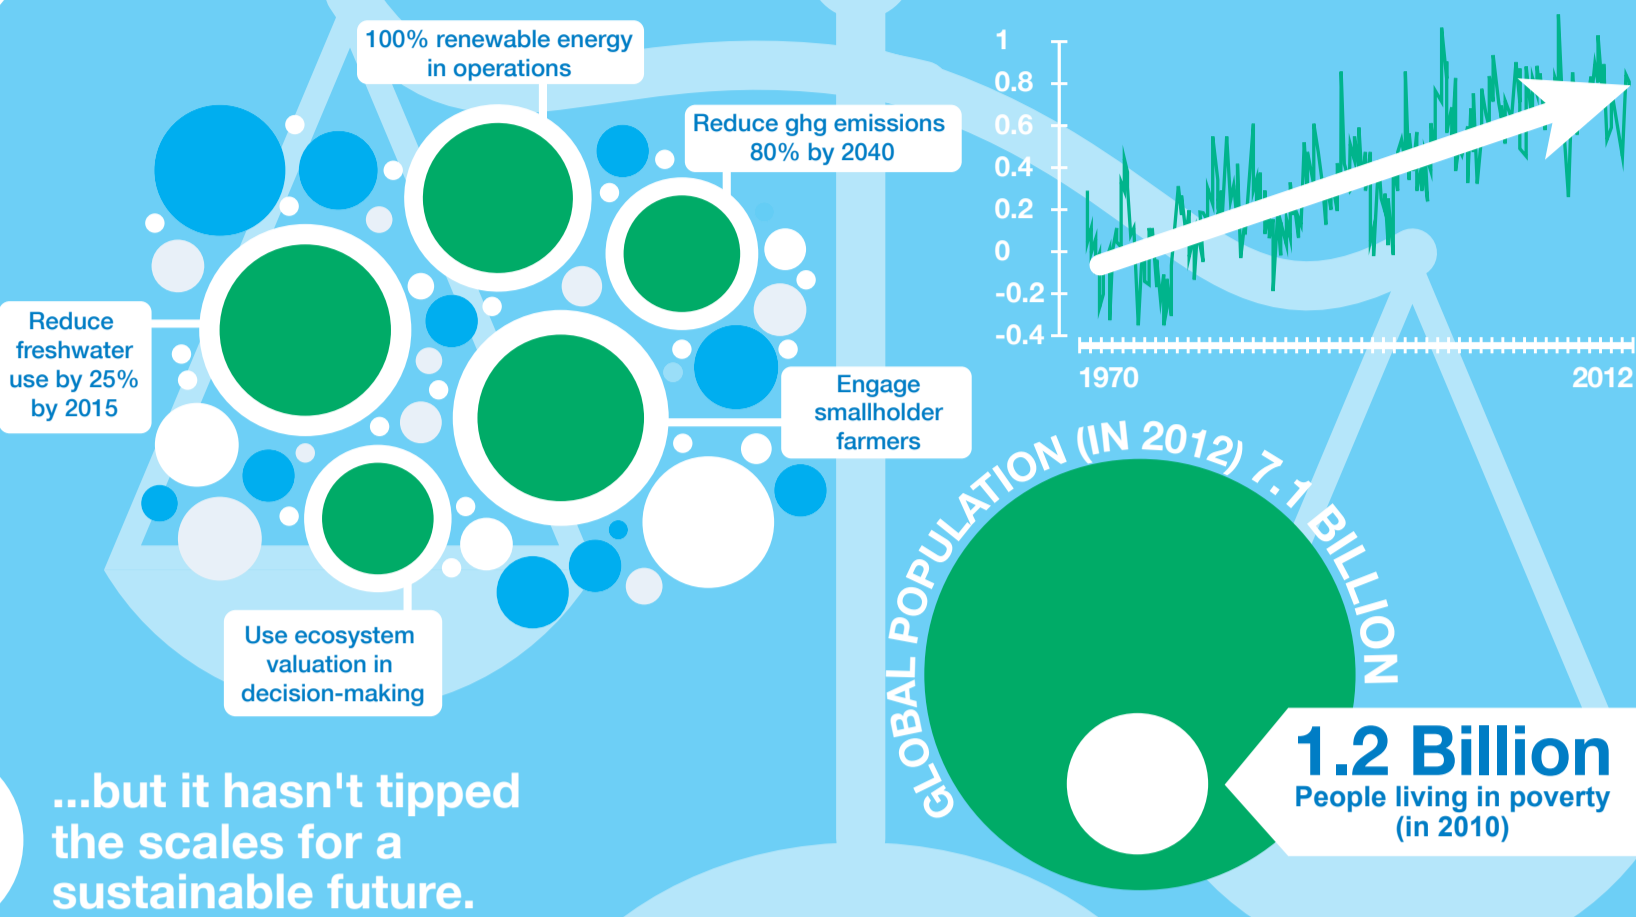 100% renewable energy
in operations
Reduce ghg emissions
80% by 2040
Reduce
freshwater
use by 25%
by 2015
Engage
smallholder
farmers
Use ecosystem
valuation in
decision-making
...but it hasn't tipped
the scales for a
sustainable future.
1
0.8
0.6
0.4
0.2
0
-0.2
-0.4
1970
2012
GLOBAL POPULATION (IN 2012) 7.1 BILLION
1.2 Billion
People living in poverty
(in 2010)